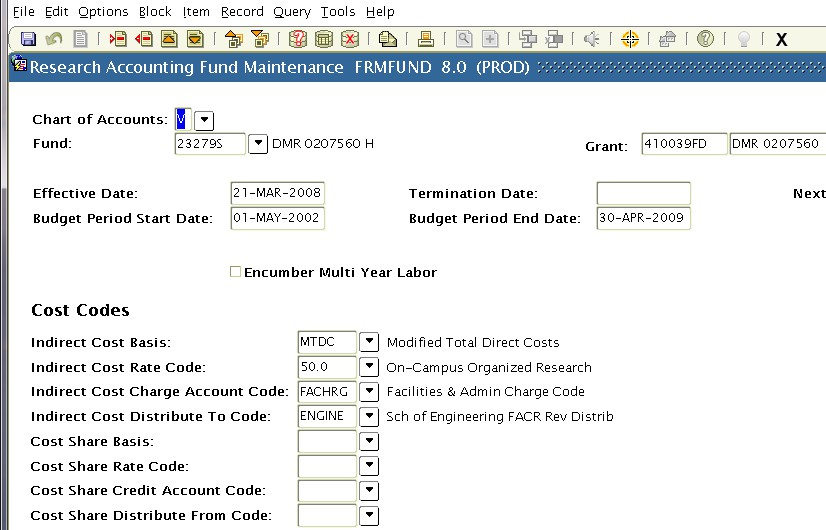 File Edit Options Block Item Record Query Tools Help
X
Research Accounting Fund Maintenance FRMFUND 8.0 (PROD)
Chart of Accounts: V
Fund: 23279S DMR 0207560 H Grant: 410039FD DMR 0207560
Effective Date: 21-MAR-2008 Termination Date: Next
Budget Period Start Date: 01-MAY-2002 Budget Period End Date: 30-APR-2009
Encumber Multi Year Labor
Cost Codes
Indirect Cost Basis: MTDC Modified Total Direct Costs
Indirect Cost Rate Code: 50.0 On-Campus Organized Research
Indirect Cost Charge Account Code: FACHRG Facilities & Admin Charge Code
Indirect Cost Distribute To Code: ENGINE Sch of Engineering FACR Rev Distrib
Cost Share Basis:
Cost Share Rate Code:
Cost Share Credit Account Code:
Cost Share Distribute From Code: